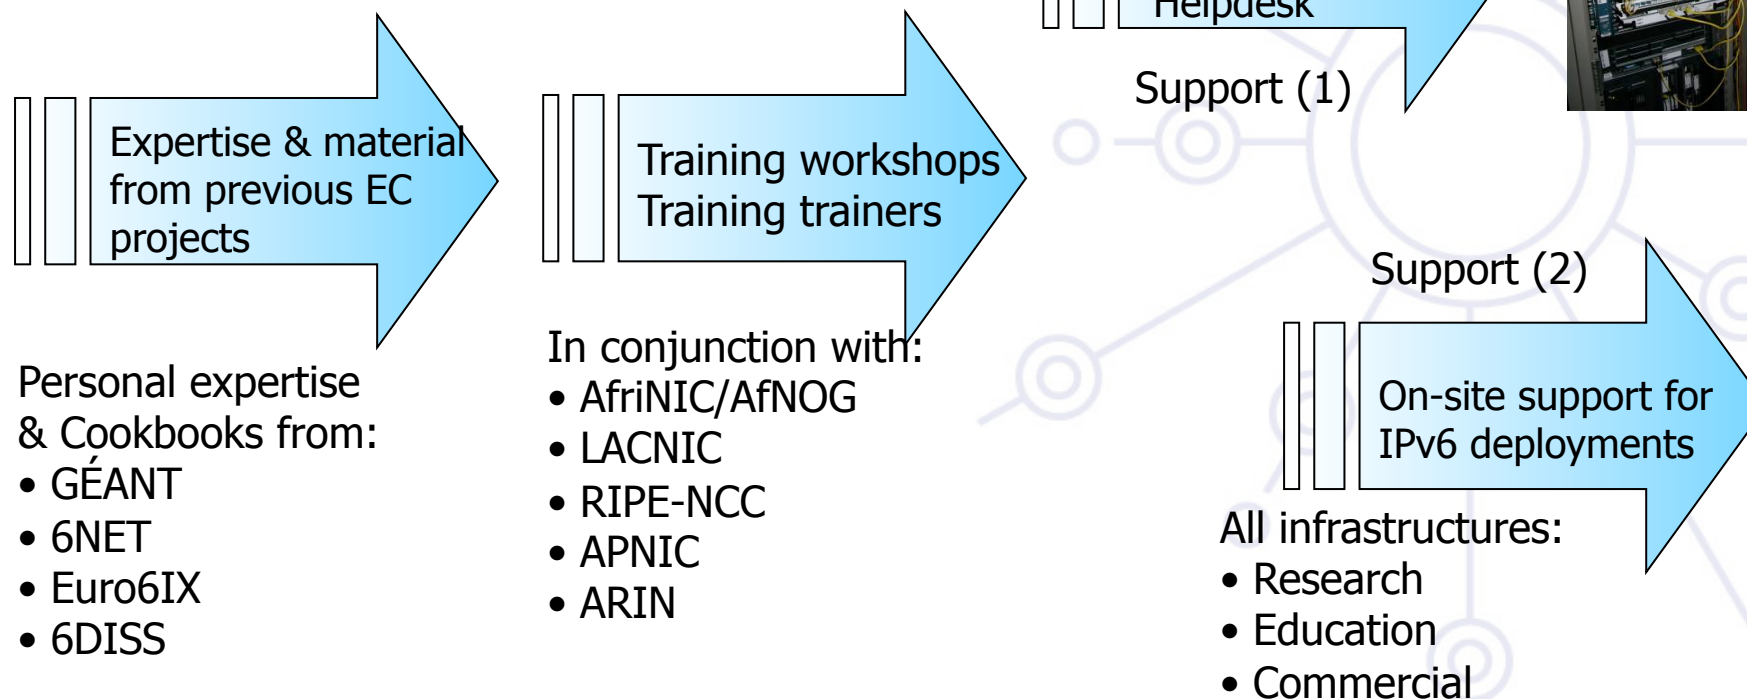 Expertise & material
from previous EC
projects
Personal expertise
& Cookbooks from:
• GÉANT
• 6NET
• Euro6IX
• 6DISS
Training workshops
Training trainers
In conjunction with:
• AfriNIC/AfNOG
• LACNIC
• RIPE-NCC
• APNIC
• ARIN
Helpdesk
Support (1)
Support (2)
On-site support for
IPv6 deployments
All infrastructures:
• Research
• Education
• Commercial